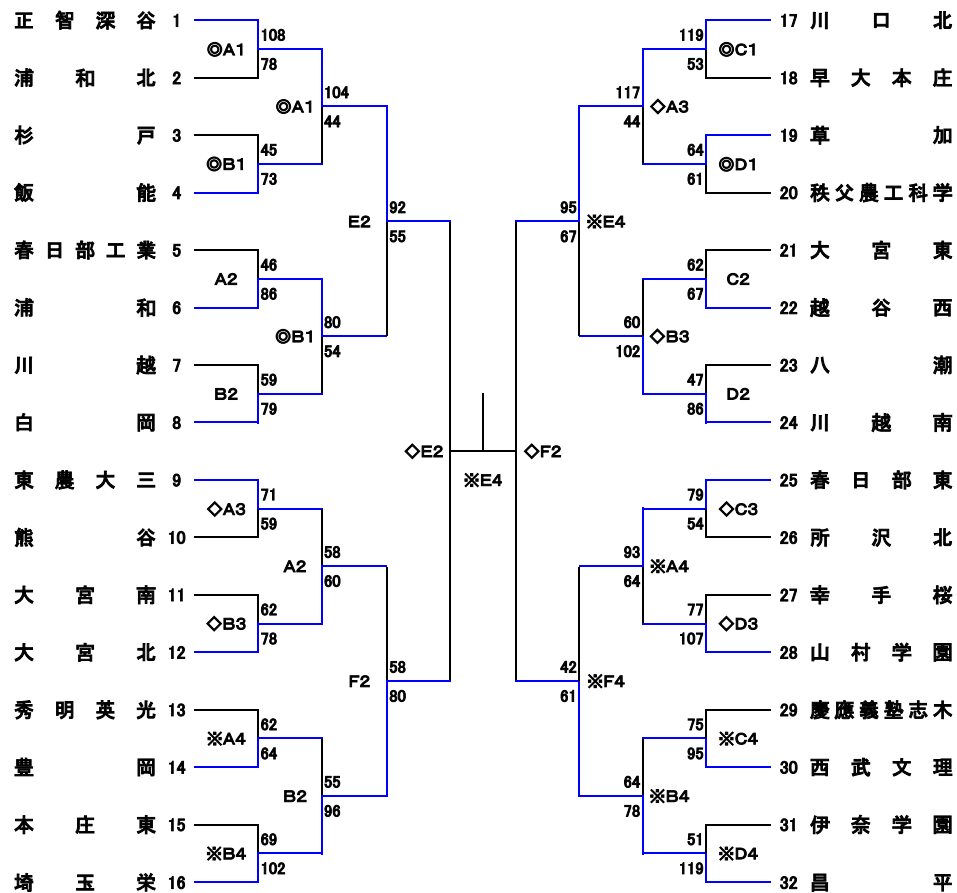 正智深谷 1
108
◎A1
78
浦和北 2
104
◎A1
44
杉戸 3
45
◎B1
73
飯能 4
92
E2
55
春日部工業 5
46
A2
86
浦和 6
80
◎B1
54
川越 7
59
B2
79
白岡 8
◇E2
東農大三 9
71
◇A3
59
熊谷 10
58
A2
60
大宮南 11
62
◇B3
78
大宮北 12
58
F2
80
秀明英光 13
62
※A4
64
豊岡 14
55
B2
96
本庄東 15
69
※B4
102
埼玉栄 16
※E4
17 川口北
119
◎C1
53
18 早大本庄
117
◇A3
44
19 草加
64
◎D1
61
20 秩父農工科学
95
※E4
67
21 大宮東
62
C2
67
22 越谷西
60
◇B3
102
23 八潮
47
D2
86
24 川越南
◇F2
25 春日部東
79
◇C3
54
26 所沢北
93
※A4
64
27 幸手桜
77
◇D3
107
28 山村学園
42
※F4
61
29 慶應義塾志木
75
※C4
95
30 西武文理
64
※B4
78
31 伊奈学園
51
※D4
119
32 昌平